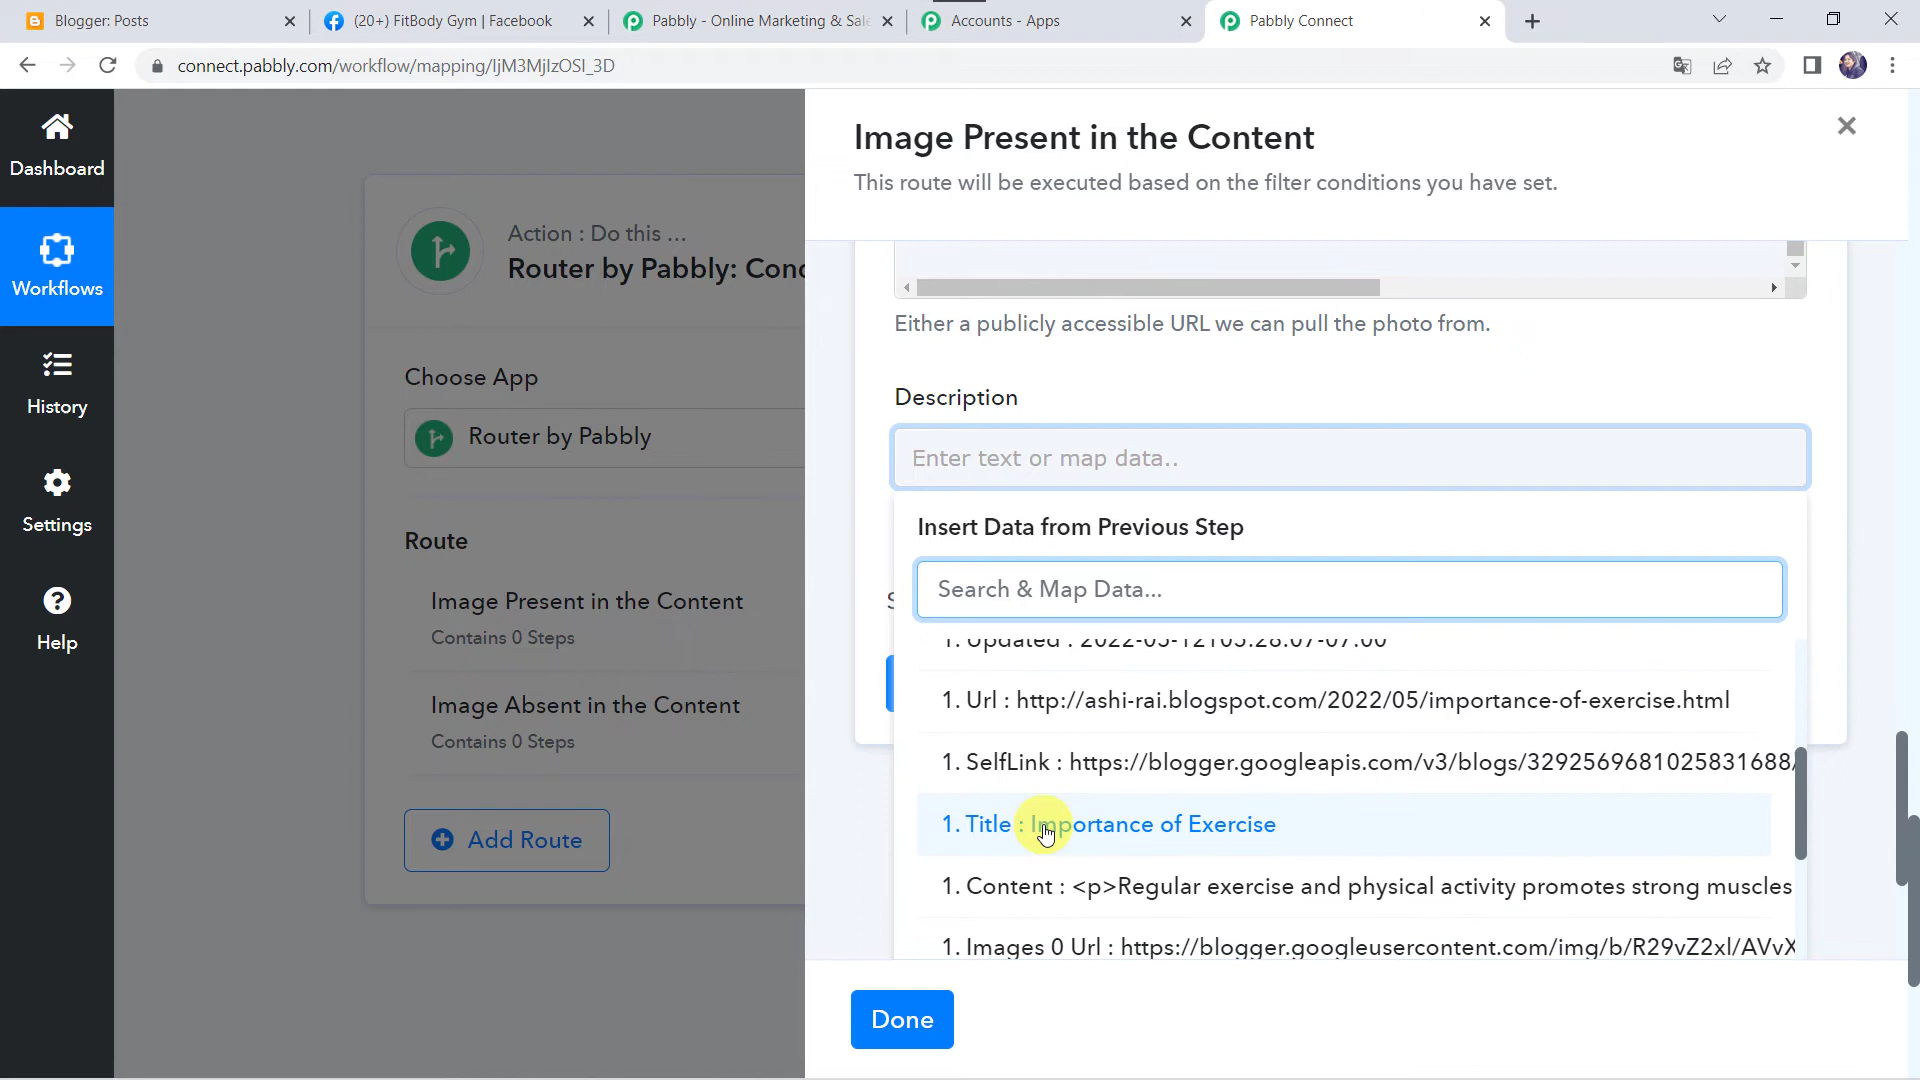 Blogger: Posts
(20+) FitBody Gym | Facebook
Pabbly - Online Marketing & Sale
Accounts - Apps
Pabbly Connect
connect.pabbly.com/workflow/mapping/IjM3MjIzOSI_3D
Dashboard
Workflows
History
Settings
Help
Action : Do this ...
Router by Pabbly: Conc
Choose App
Router by Pabbly
Route
Image Present in the Content
Contains 0 Steps
Image Absent in the Content
Contains 0 Steps
Add Route
Image Present in the Content
This route will be executed based on the filter conditions you have set.
Either a publicly accessible URL we can pull the photo from.
Description
Enter text or map data..
Insert Data from Previous Step
Search & Map Data...
1. Updated : 2022-05-12T05:28:07-07:00
1. Url : http://ashi-rai.blogspot.com/2022/05/importance-of-exercise.html
1. SelfLink : https://blogger.googleapis.com/v3/blogs/3292569681025831688/
1. Title : Importance of Exercise
1. Content : <p>Regular exercise and physical activity promotes strong muscles
1. Images 0 Url : https://blogger.googleusercontent.com/img/b/R29vZ2xl/AVvX
Done